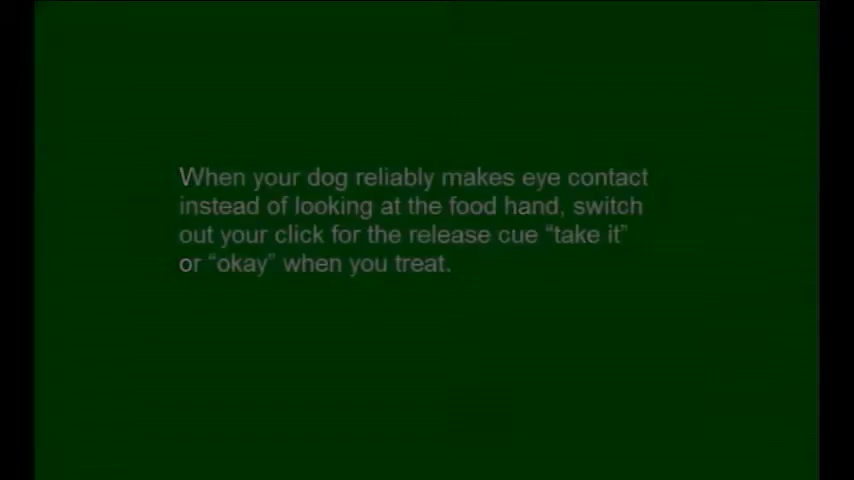 When your dog reliably makes eye contact
instead of looking at the food hand, switch
out your click for the release cue “take it”
or “okay” when you treat.